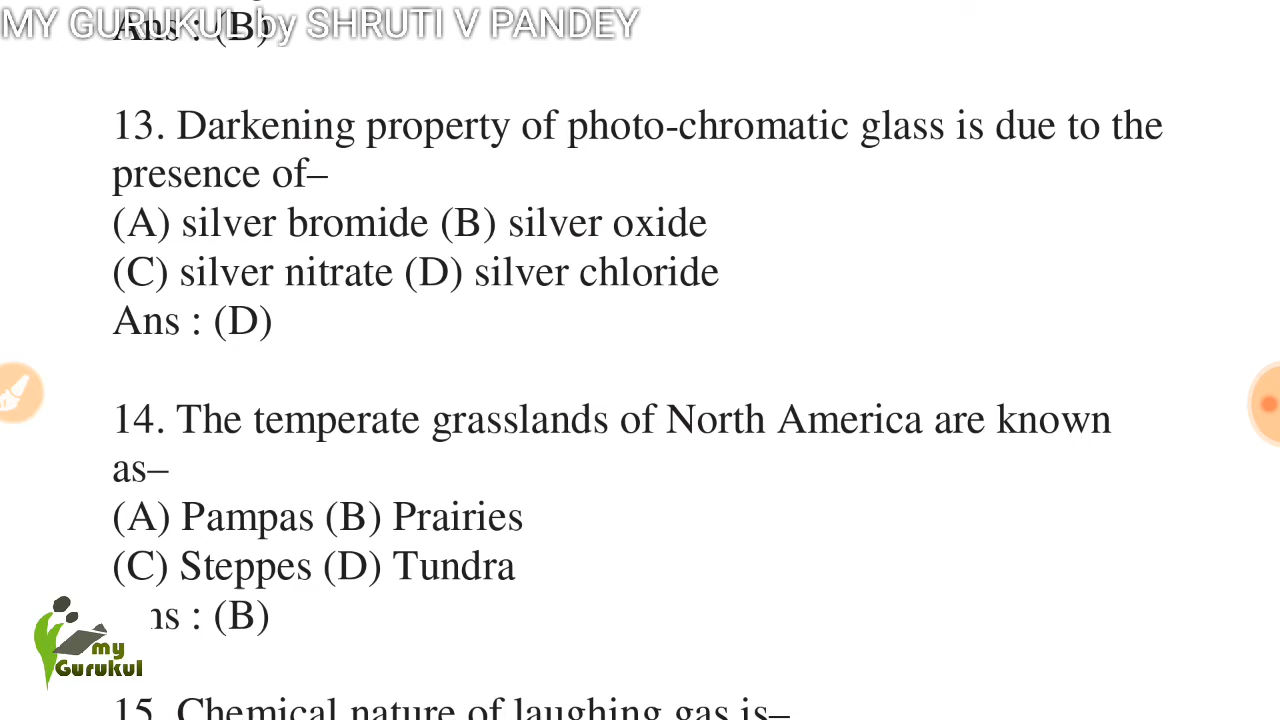 MY GURUKUL by SHRUTI V PANDEY
Ans : (B)
13. Darkening property of photo-chromatic glass is due to the
presence of–
(A) silver bromide (B) silver oxide
(C) silver nitrate (D) silver chloride
Ans : (D)
14. The temperate grasslands of North America are known
as–
(A) Pampas (B) Prairies
(C) Steppes (D) Tundra
ns : (B)
my
Gurukul
15. Chemical nature of laughing gas is–